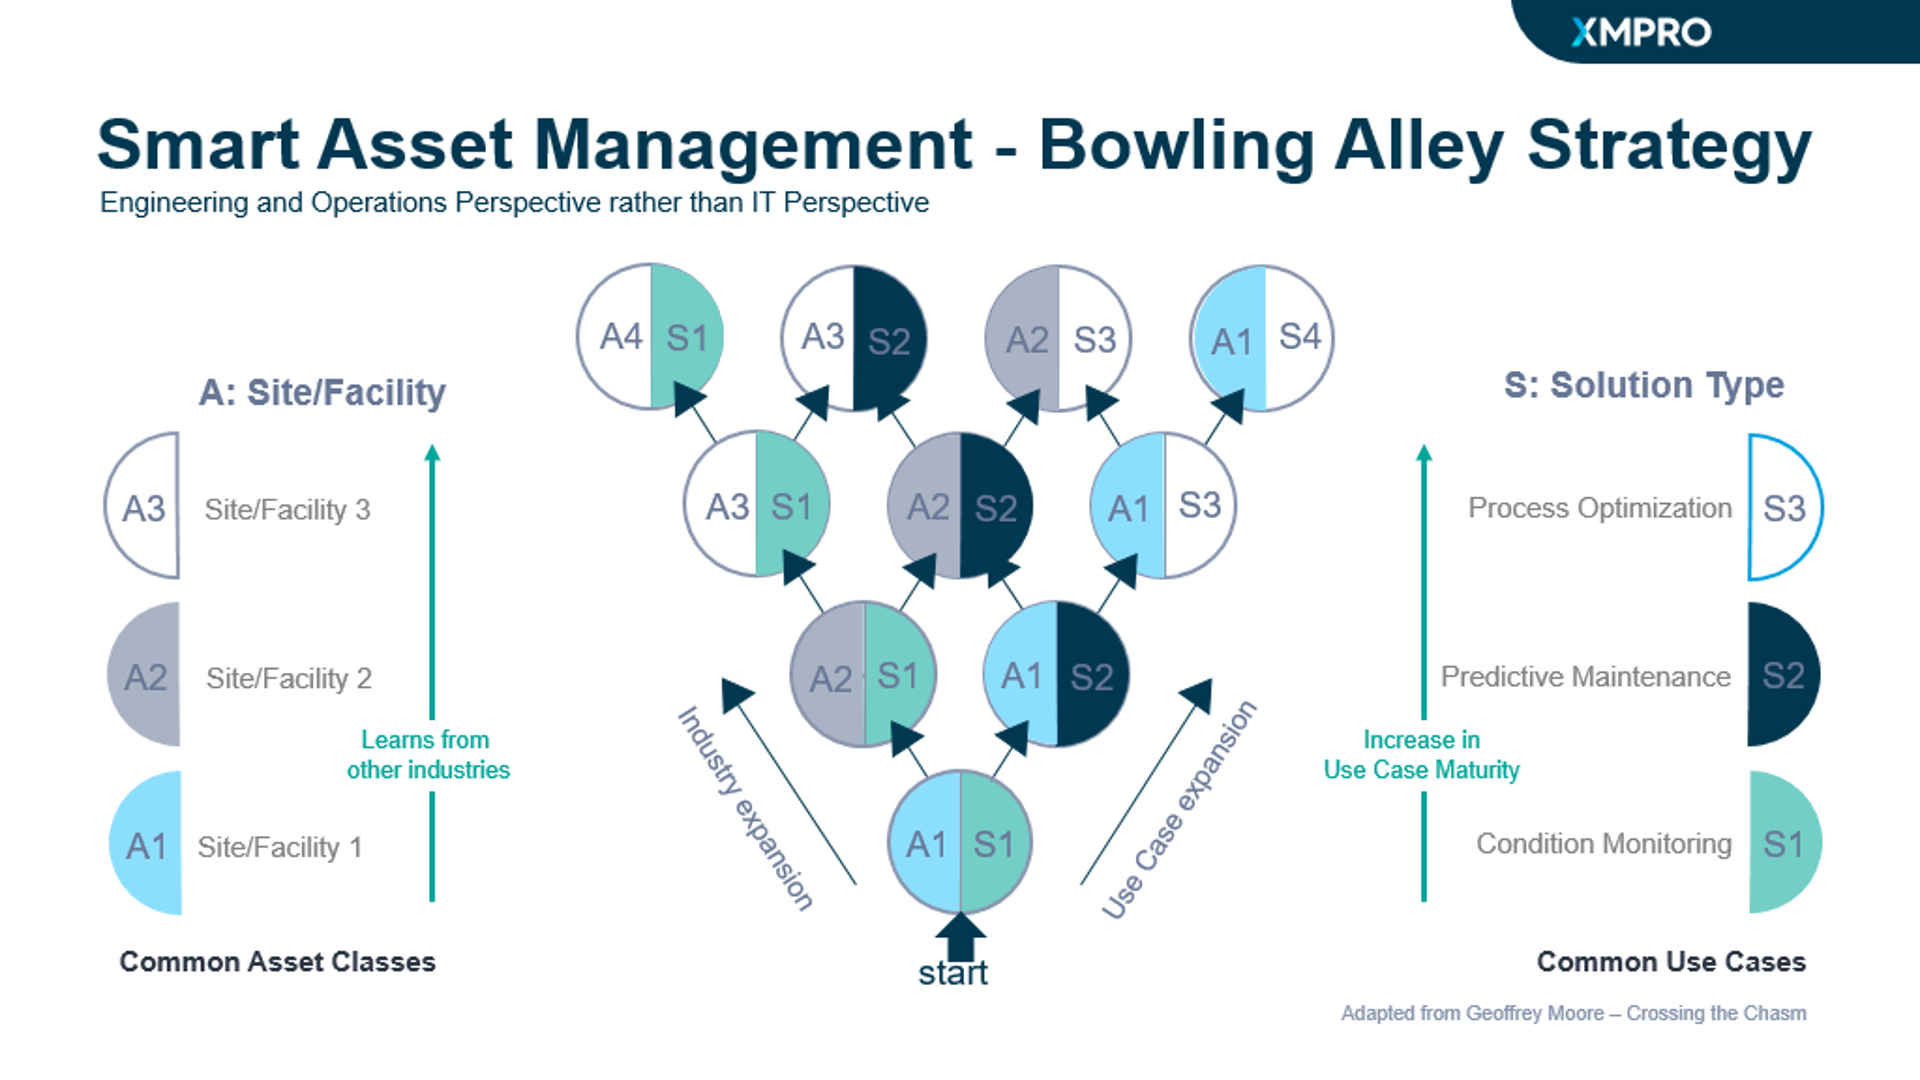 XMPRO
Smart Asset Management - Bowling Alley Strategy
Engineering and Operations Perspective rather than IT Perspective
A4 S1
A3 S2
A2 S3
A1 S4
A: Site/Facility
S: Solution Type
A3 Site/Facility 3
A3 S1
A2 S2
A1 S3
Process Optimization S3
A2 Site/Facility 2
A2 S1
A1 S2
Predictive Maintenance S2
Learns from
other industries
Industry expansion
Use Case expansion
Increase in
Use Case Maturity
A1 Site/Facility 1
A1 S1
Condition Monitoring S1
Common Asset Classes
start
Common Use Cases
Adapted from Geoffrey Moore – Crossing the Chasm